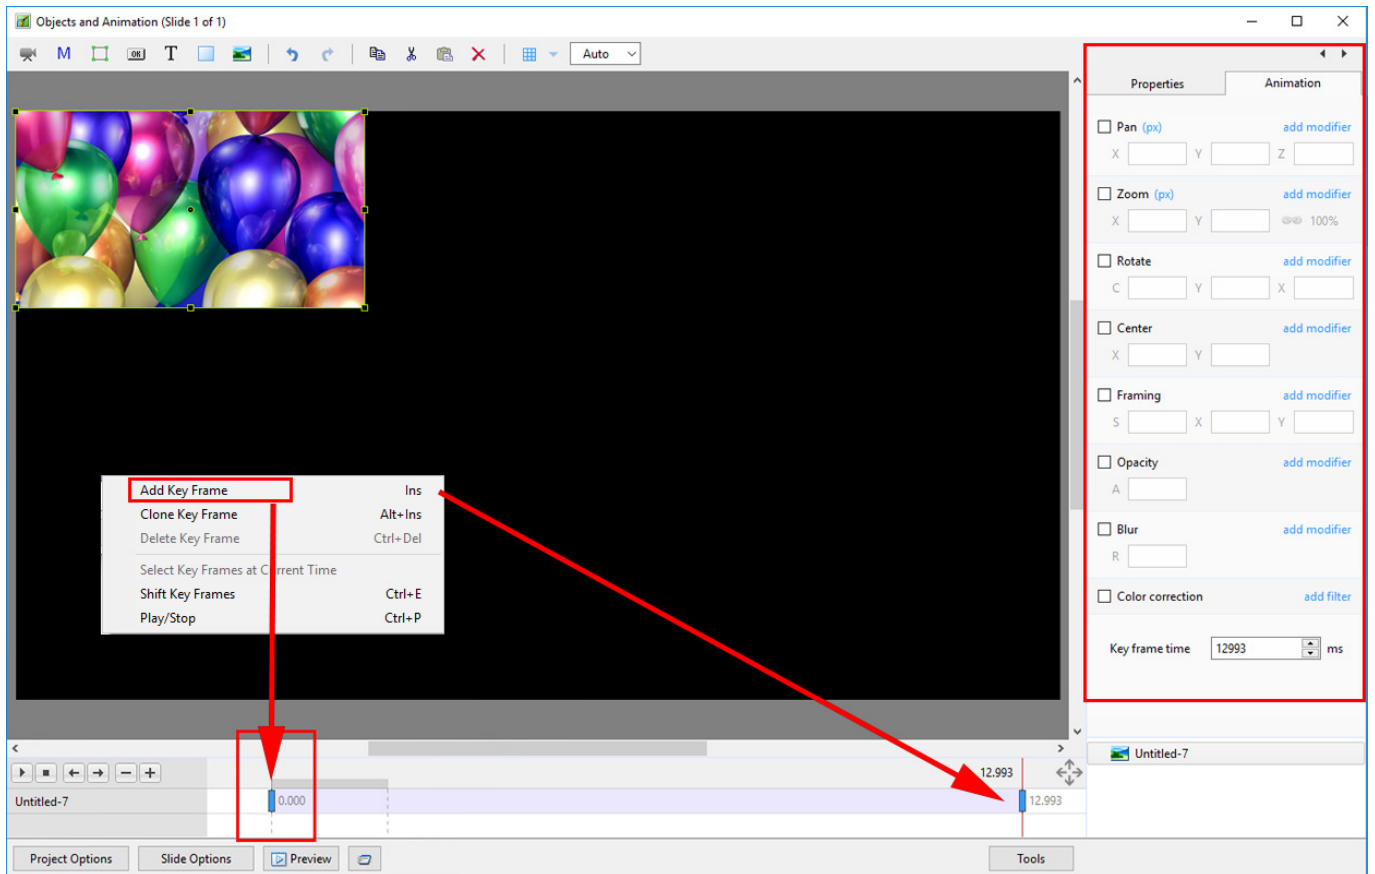 Objects and Animation (Slide 1 of 1)
M OK T Auto
Properties Animation
Pan (px) add modifier
X Y Z
Zoom (px) add modifier
X Y 100%
Rotate add modifier
C Y X
Center add modifier
X Y
Framing add modifier
S X Y
Opacity add modifier
A
Blur add modifier
R
Color correction add filter
Key frame time 12993 ms
Add Key Frame Ins
Clone Key Frame Alt+Ins
Delete Key Frame Ctrl+Del
Select Key Frames at Current Time
Shift Key Frames Ctrl+E
Play/Stop Ctrl+P
Untitled-7
12.993
Untitled-7 0.000 12.993
Project Options Slide Options Preview Tools